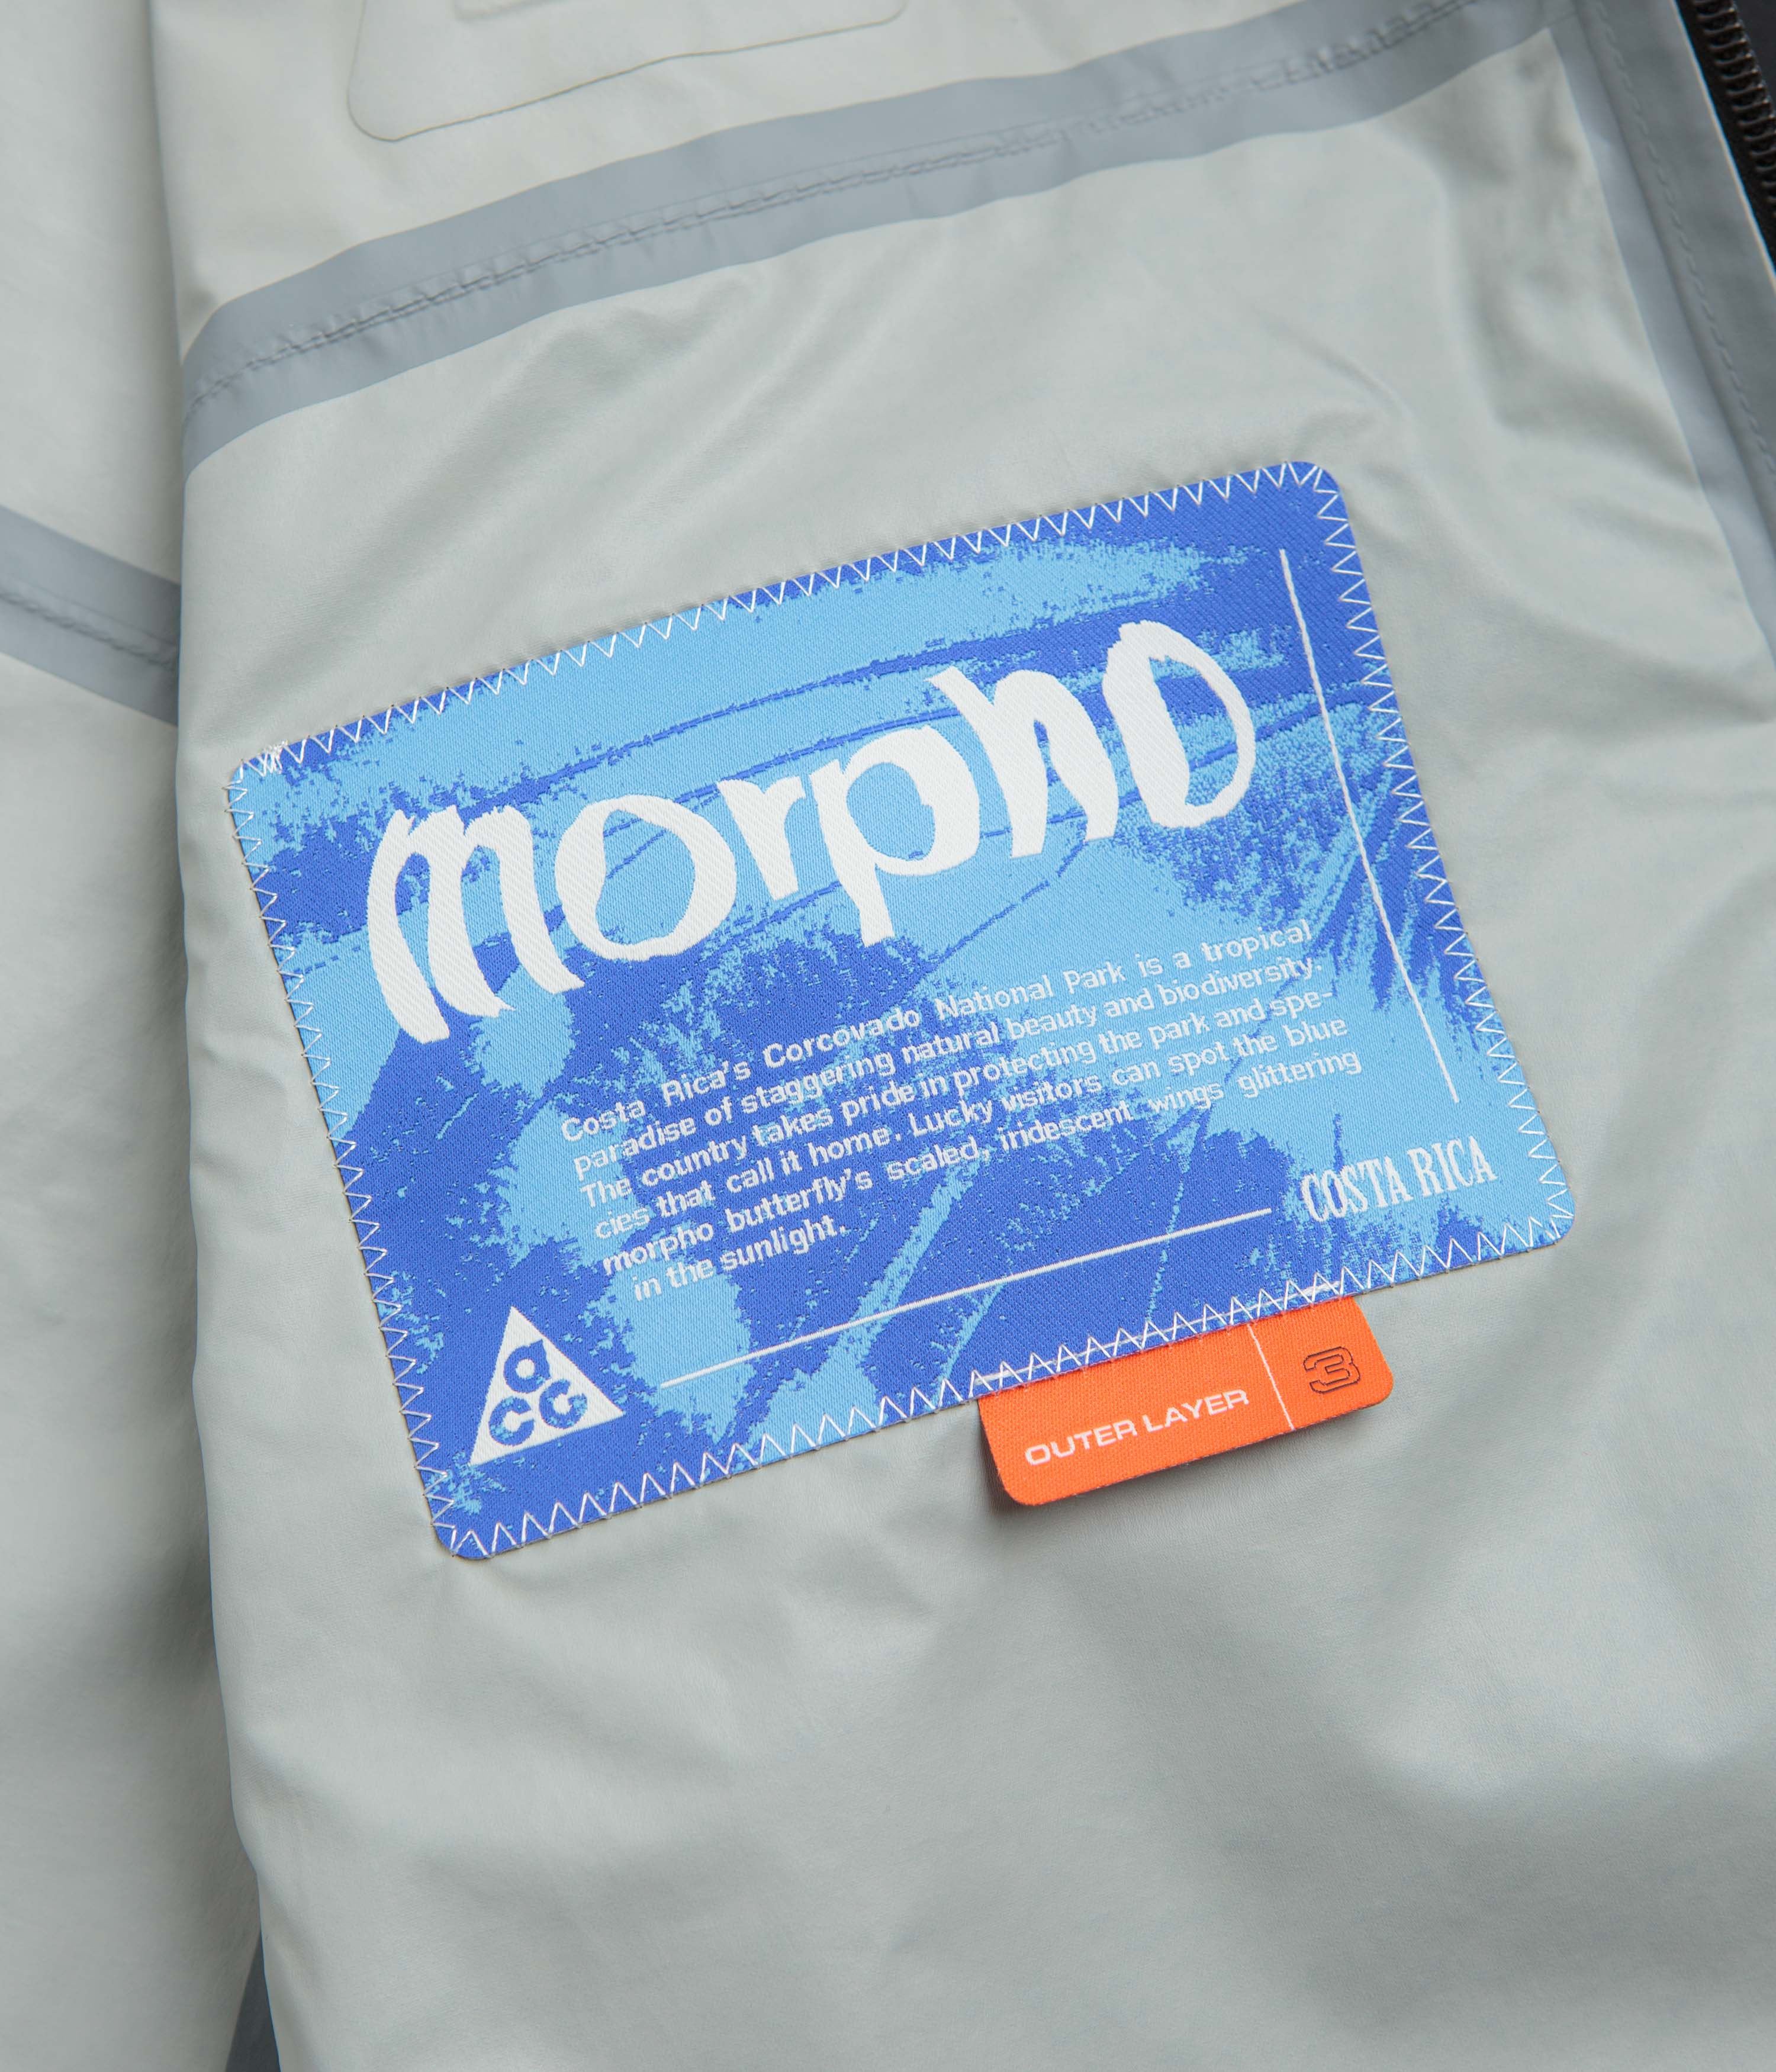 morpho
Costa Rica's Corcovado National Park is a tropical
paradise of staggering natural beauty and biodiversity.
The country takes pride in protecting the park and spe-
cies that call it home. Lucky visitors can spot the blue
morpho butterfly's scaled, iridescent wings glittering
in the sunlight.
COSTA RICA
acg
OUTER LAYER 3